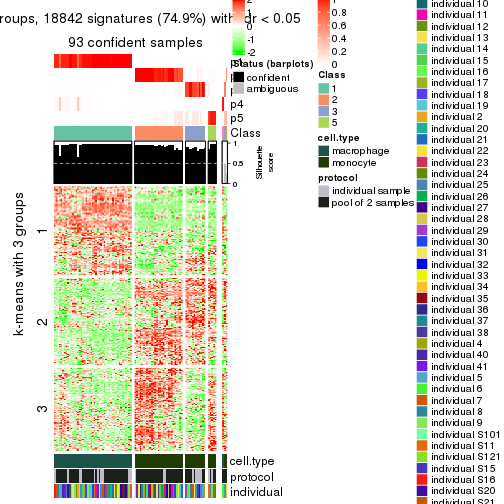 roups, 18842 signatures (74.9%) with fdr < 0.05
93 confident samples
p4
p5
Class
1
0.5
0
Silhouette
score
k-means with 3 groups
1
2
3
cell.type
protocol
individual
0
-1
-2
Status (barplots)
confident
ambiguous
0.8
0.6
0.4
0.2
0
Class
1
2
3
5
cell.type
macrophage
monocyte
protocol
individual sample
pool of 2 samples
individual 10
individual 11
individual 12
individual 13
individual 14
individual 15
individual 16
individual 17
individual 18
individual 19
individual 2
individual 20
individual 21
individual 22
individual 23
individual 24
individual 25
individual 26
individual 27
individual 28
individual 29
individual 30
individual 31
individual 32
individual 33
individual 34
individual 35
individual 36
individual 37
individual 38
individual 4
individual 40
individual 41
individual 5
individual 6
individual 7
individual 8
individual 9
individual S101
individual S11
individual S121
individual S15
individual S16
individual S20
individual S21